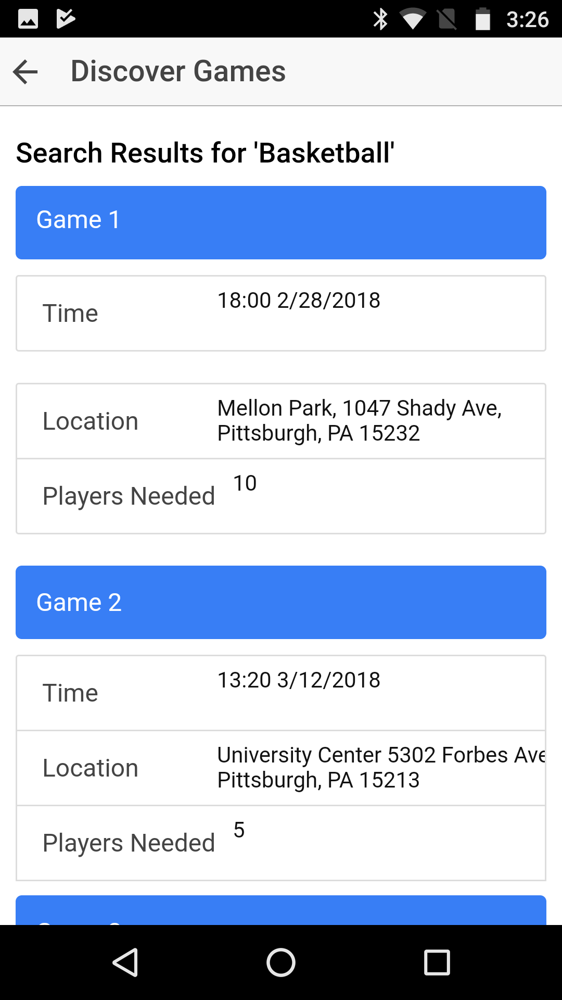 3:26
Discover Games
Search Results for 'Basketball'
Game 1
Time
18:00 2/28/2018
Location
Mellon Park, 1047 Shady Ave,
Pittsburgh, PA 15232
Players Needed
10
Game 2
Time
13:20 3/12/2018
Location
University Center 5302 Forbes Ave
Pittsburgh, PA 15213
Players Needed
5